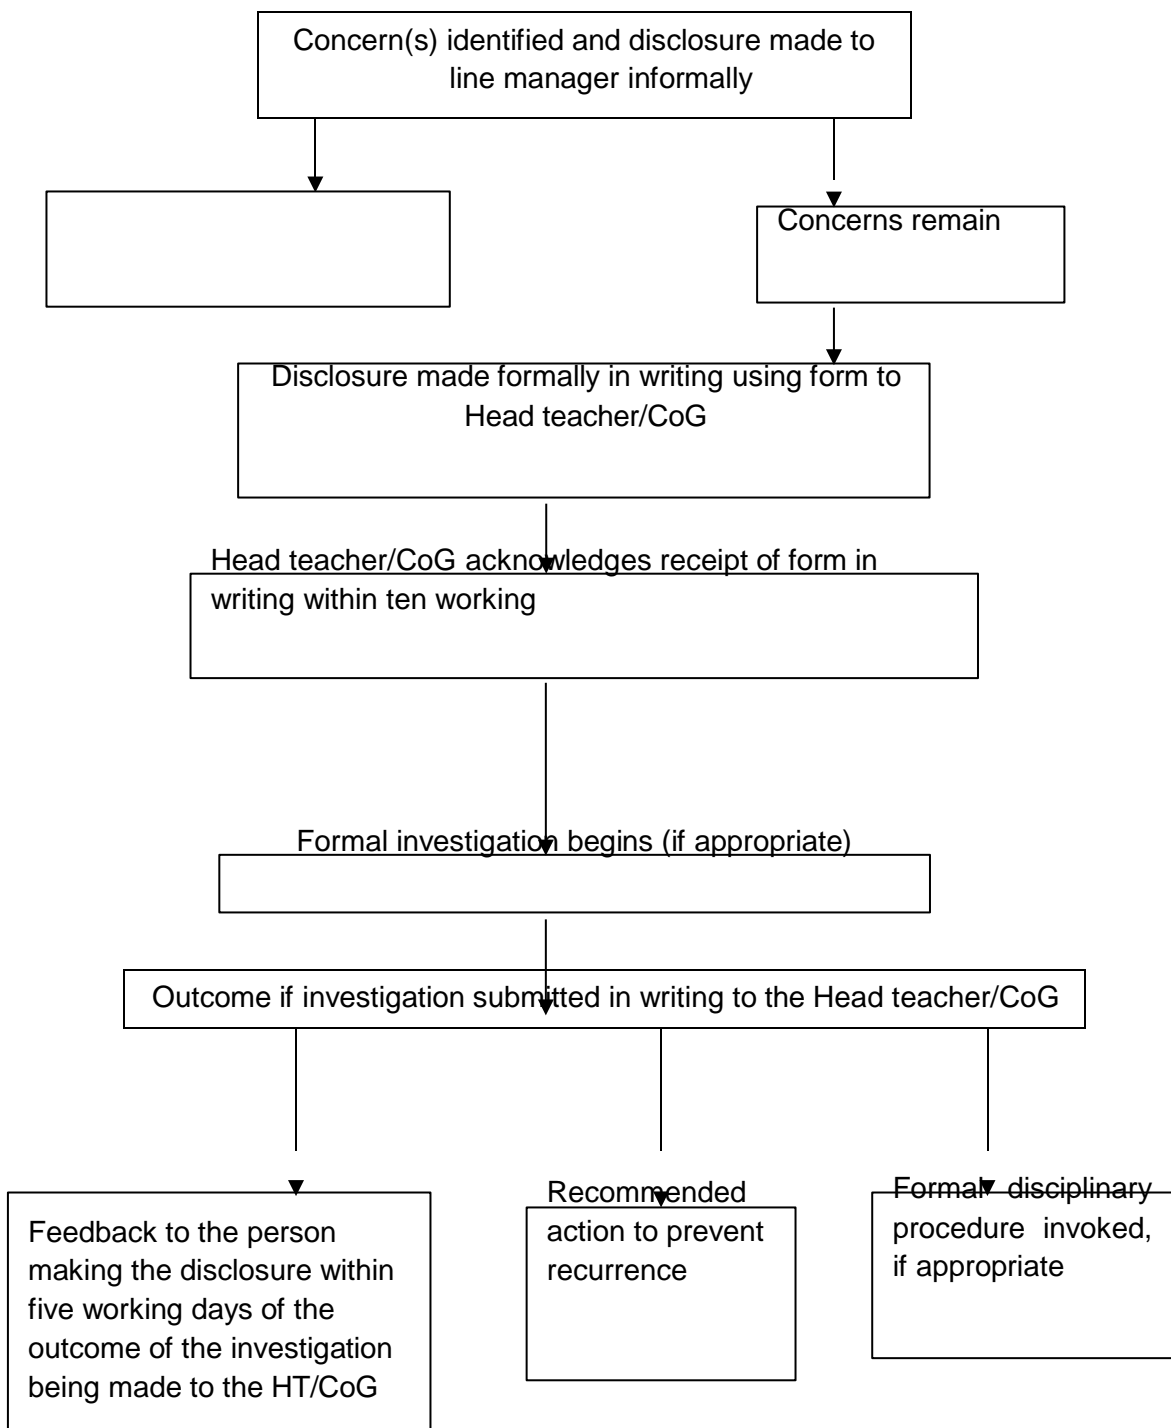 Concern(s) identified and disclosure made to
line manager informally
Concerns remain
Disclosure made formally in writing using form to
Head teacher/CoG
Head teacher/CoG acknowledges receipt of form in
writing within ten working
Formal investigation begins (if appropriate)
Outcome if investigation submitted in writing to the Head teacher/CoG
Feedback to the person
making the disclosure within
five working days of the
outcome of the investigation
being made to the HT/CoG
Recommended
action to prevent
recurrence
Formal disciplinary
procedure invoked,
if appropriate